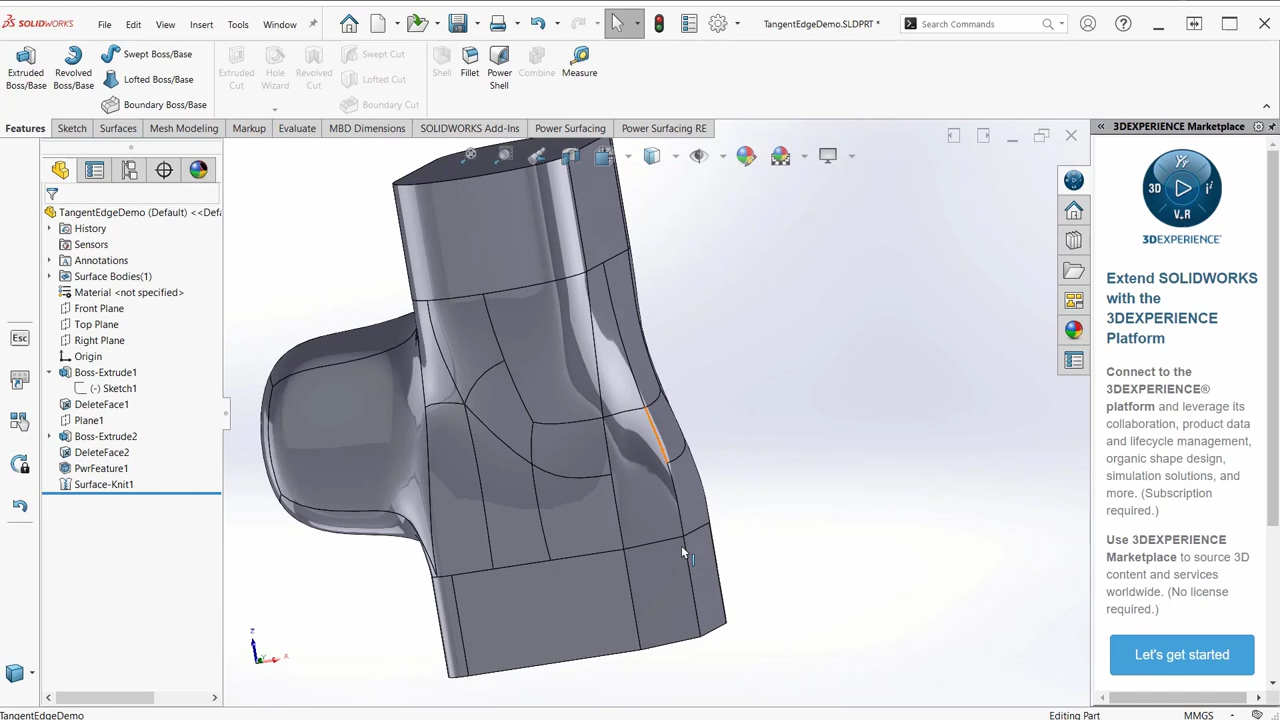 SOLIDWORKS
File
Edit
View
Insert
Tools
Window
TangentEdgeDemo.SLDPRT *
Search Commands
Extruded
Boss/Base
Revolved
Boss/Base
Swept Boss/Base
Lofted Boss/Base
Boundary Boss/Base
Extruded
Cut
Hole
Wizard
Revolved
Cut
Swept Cut
Lofted Cut
Boundary Cut
Shell
Fillet
Power
Shell
Combine
Measure
Features
Sketch
Surfaces
Mesh Modeling
Markup
Evaluate
MBD Dimensions
SOLIDWORKS Add-Ins
Power Surfacing
Power Surfacing RE
3DEXPERIENCE Marketplace
Esc
TangentEdgeDemo (Default) <<Def
History
Sensors
Annotations
Surface Bodies(1)
Material <not specified>
Front Plane
Top Plane
Right Plane
Origin
Boss-Extrude1
(-) Sketch1
DeleteFace1
Plane1
Boss-Extrude2
DeleteFace2
PwrFeature1
Surface-Knit1
Z
Y
X
3D
V.R
3DEXPERIENCE
Extend SOLIDWORKS
with the
3DEXPERIENCE
Platform
Connect to the
3DEXPERIENCE®
platform and leverage its
collaboration, product data
and lifecycle management,
organic shape design,
simulation solutions, and
more. (Subscription
required.)
Use 3DEXPERIENCE
Marketplace to source 3D
content and services
worldwide. (No license
required.)
Let's get started
TangentEdgeDemo
Editing Part
MMGS